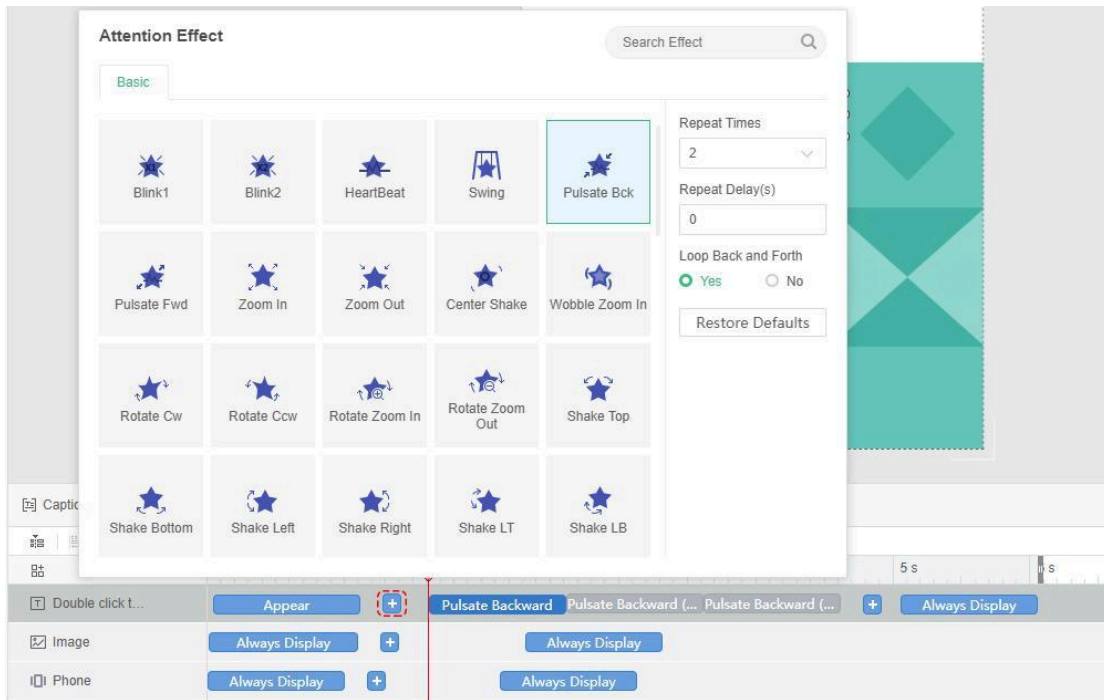 Attention Effect
Search Effect
Basic
Blink1
Blink2
HeartBeat
Swing
Pulsate Bck
Pulsate Fwd
Zoom In
Zoom Out
Center Shake
Wobble Zoom In
Rotate Cw
Rotate Ccw
Rotate Zoom In
Rotate Zoom
Out
Shake Top
Shake Bottom
Shake Left
Shake Right
Shake LT
Shake LB
Repeat Times
2
Repeat Delay(s)
0
Loop Back and Forth
Yes
No
Restore Defaults
Captio
5 s
s
Double click t...
Appear
Pulsate Backward
Pulsate Backward (...
Pulsate Backward (...
Always Display
Image
Always Display
Always Display
Phone
Always Display
Always Display